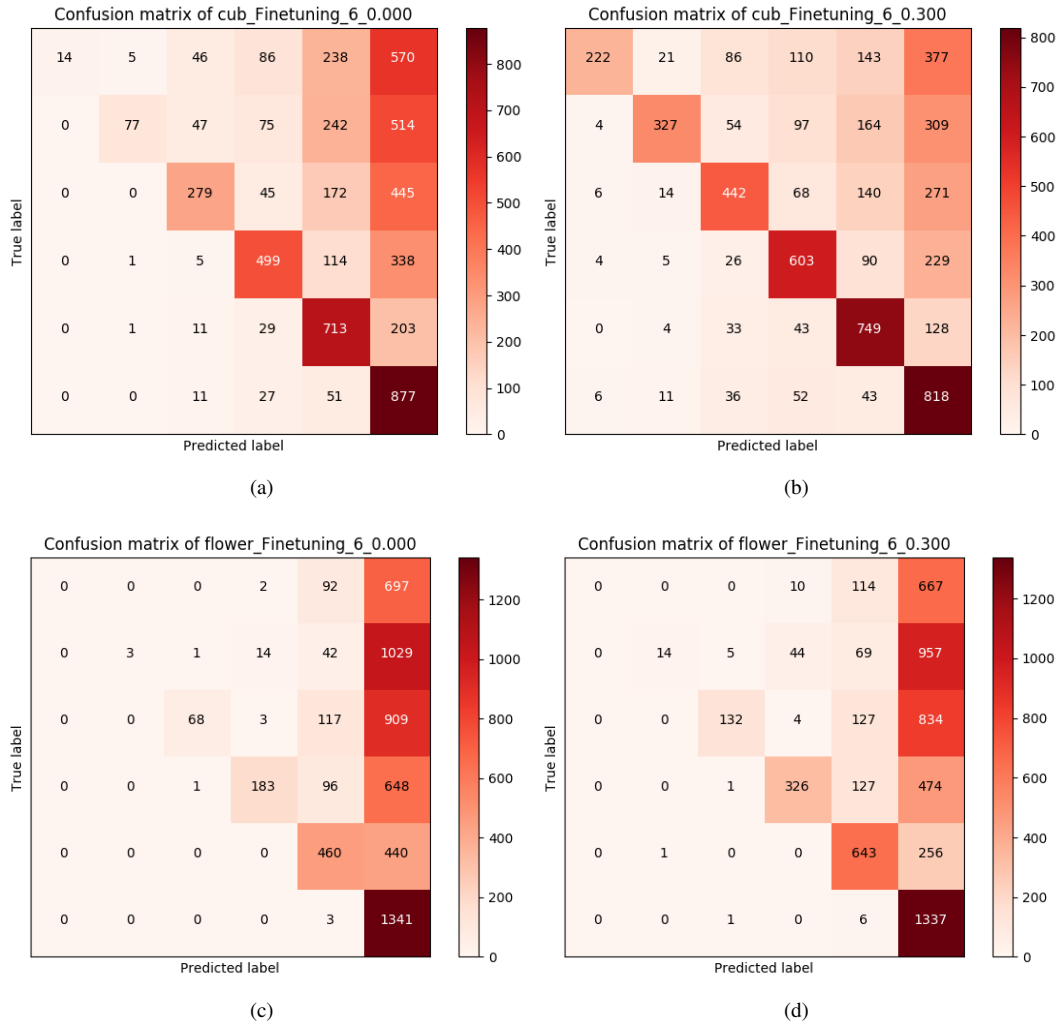 Confusion matrix of cub_Finetuning_6_0.000
14 5 46 86 238 570
0 77 47 75 242 514
0 0 279 45 172 445
0 1 5 499 114 338
0 1 11 29 713 203
0 0 11 27 51 877
True label
Predicted label
800
700
600
500
400
300
200
100
0
(a)
Confusion matrix of cub_Finetuning_6_0.300
222 21 86 110 143 377
4 327 54 97 164 309
6 14 442 68 140 271
4 5 26 603 90 229
0 4 33 43 749 128
6 11 36 52 43 818
True label
Predicted label
800
700
600
500
400
300
200
100
0
(b)
Confusion matrix of flower_Finetuning_6_0.000
0 0 0 2 92 697
0 3 1 14 42 1029
0 0 68 3 117 909
0 0 1 183 96 648
0 0 0 0 460 440
0 0 0 0 3 1341
True label
Predicted label
1200
1000
800
600
400
200
0
(c)
Confusion matrix of flower_Finetuning_6_0.300
0 0 0 10 114 667
0 14 5 44 69 957
0 0 132 4 127 834
0 0 1 326 127 474
0 1 0 0 643 256
0 0 1 0 6 1337
True label
Predicted label
1200
1000
800
600
400
200
0
(d)